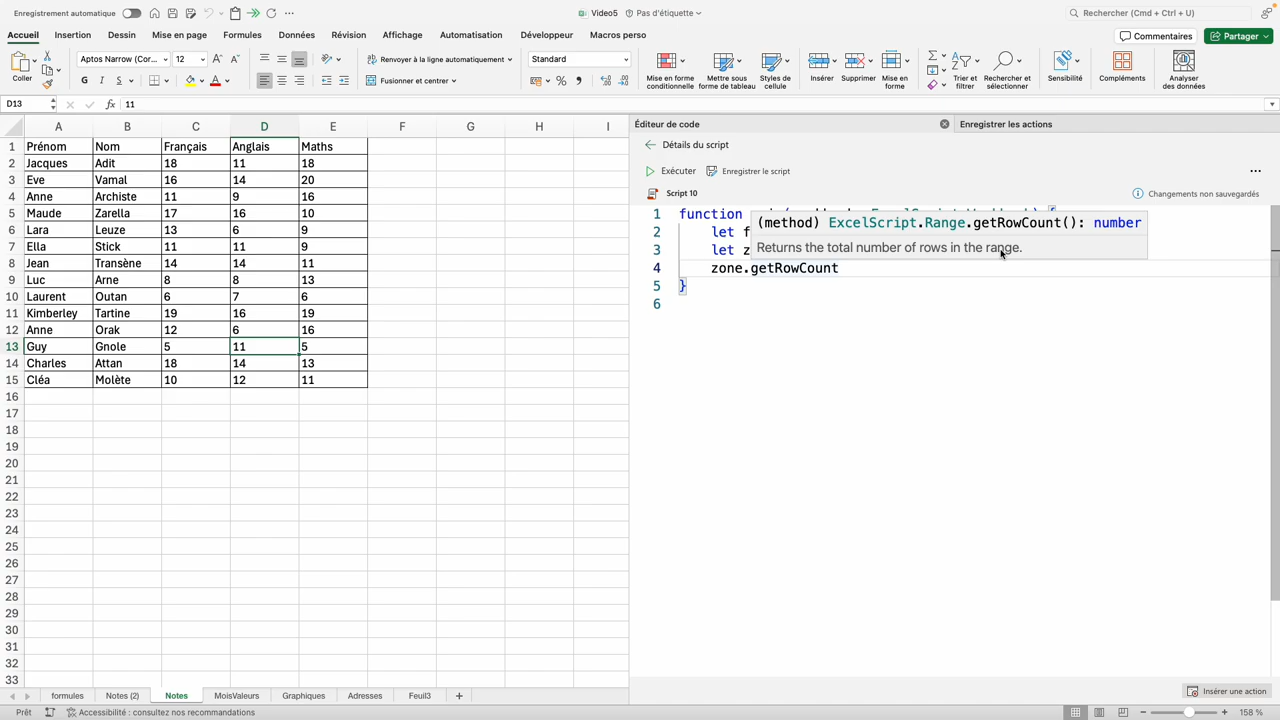 Enregistrement automatique
Video5
Pas d'étiquette
Rechercher (Cmd + Ctrl + U)
Accueil Insertion Dessin Mise en page Formules Données Révision Affichage Automatisation Développeur Macros perso
Commentaires
Partager
Coller
Aptos Narrow (Cor...
12
Renvoyer à la ligne automatiquement
Fusionner et centrer
Standard
G I S
Mise en forme conditionnelle
Mettre sous forme de tableau
Styles de cellule
Insérer
Supprimer
Mise en forme
Trier et filtrer
Rechercher et sélectionner
Sensibilité
Compléments
Analyser des données
D13
fx 11
A B C D E F G H I
1 Prénom Nom Français Anglais Maths
2 Jacques Adit 18 11 18
3 Eve Vamal 16 14 20
4 Anne Archiste 11 9 16
5 Maude Zarella 17 16 10
6 Lara Leuze 13 6 9
7 Ella Stick 11 11 9
8 Jean Transène 14 14 11
9 Luc Arne 8 8 13
10 Laurent Outan 6 7 6
11 Kimberley Tartine 19 16 19
12 Anne Orak 12 6 16
13 Guy Gnole 5 11 5
14 Charles Attan 18 14 13
15 Cléa Molète 10 12 11
16
17
18
19
20
21
22
23
24
25
26
27
28
29
30
31
32
33
Éditeur de code
Enregistrer les actions
Détails du script
Exécuter
Enregistrer le script
Script 10
Changements non sauvegardés
1 function
2 let f
3 let z
4 zone.getRowCount
5 }
6
(method) ExcelScript.Range.getRowCount(): number
Returns the total number of rows in the range.
Insérer une action
formules Notes (2) Notes MoisValeurs Graphiques Adresses Feuil3 +
Prêt
Accessibilité : consultez nos recommandations
158 %